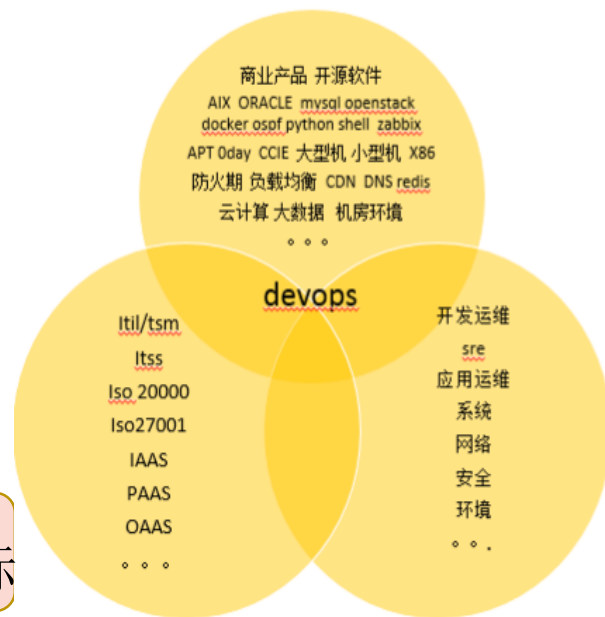 商业产品 开源软件
AIX ORACLE mysql openstack
docker ospf python shell zabbix
APT 0day CCIE 大型机 小型机 X86
防火期 负载均衡 CDN DNS redis
云计算 大数据 机房环境
。。。
devops
Itil/tsm
Itss
Iso 20000
Iso27001
IAAS
PAAS
OAAS
。。。
开发运维
sre
应用运维
系统
网络
安全
环境
。。.
示